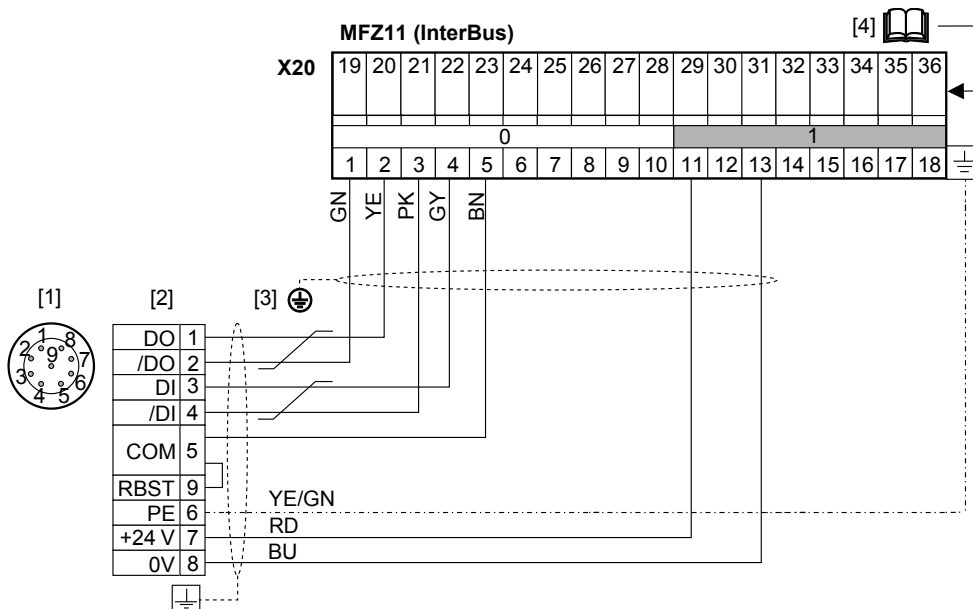 [4]
MFZ11 (InterBus)
X20 19 20 21 22 23 24 25 26 27 28 29 30 31 32 33 34 35 36
0 1
1 2 3 4 5 6 7 8 9 10 11 12 13 14 15 16 17 18
GN YE PK GY BN
[1] [2] [3]
1 2 3 4 5 6 7 8 9
DO 1
/DO 2
DI 3
/DI 4
COM 5
RBST 9
PE 6 YE/GN
+24 V 7 RD
0V 8 BU